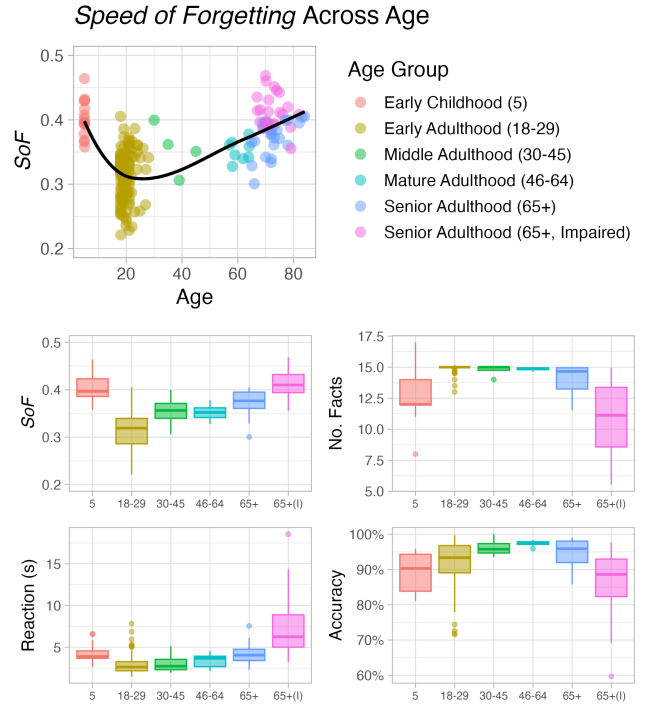 Speed of Forgetting Across Age
0.5
0.4
0.3
0.2
SoF
20 40 60 80
Age
Age Group
Early Childhood (5)
Early Adulthood (18-29)
Middle Adulthood (30-45)
Mature Adulthood (46-64)
Senior Adulthood (65+)
Senior Adulthood (65+, Impaired)
0.5
0.4
0.3
0.2
SoF
5 18-29 30-45 46-64 65+ 65+(I)
17.5
15.0
12.5
10.0
7.5
5.0
No. Facts
5 18-29 30-45 46-64 65+ 65+(I)
15
10
5
Reaction (s)
5 18-29 30-45 46-64 65+ 65+(I)
100%
90%
80%
70%
60%
Accuracy
5 18-29 30-45 46-64 65+ 65+(I)